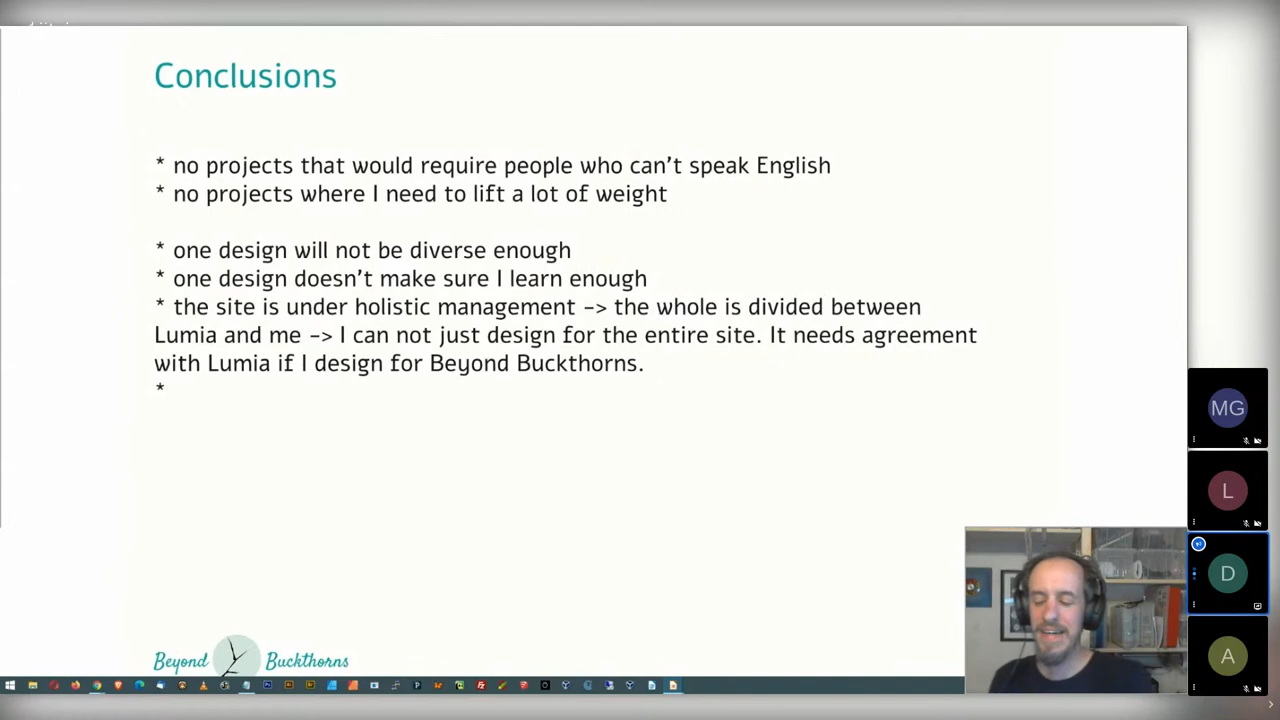 Conclusions
* no projects that would require people who can't speak English
* no projects where I need to lift a lot of weight
* one design will not be diverse enough
* one design doesn't make sure I learn enough
* the site is under holistic management -> the whole is divided between
Lumia and me -> I can not just design for the entire site. It needs agreement
with Lumia if I design for Beyond Buckthorns.
*
MG
L
D
A
Beyond Buckthorns